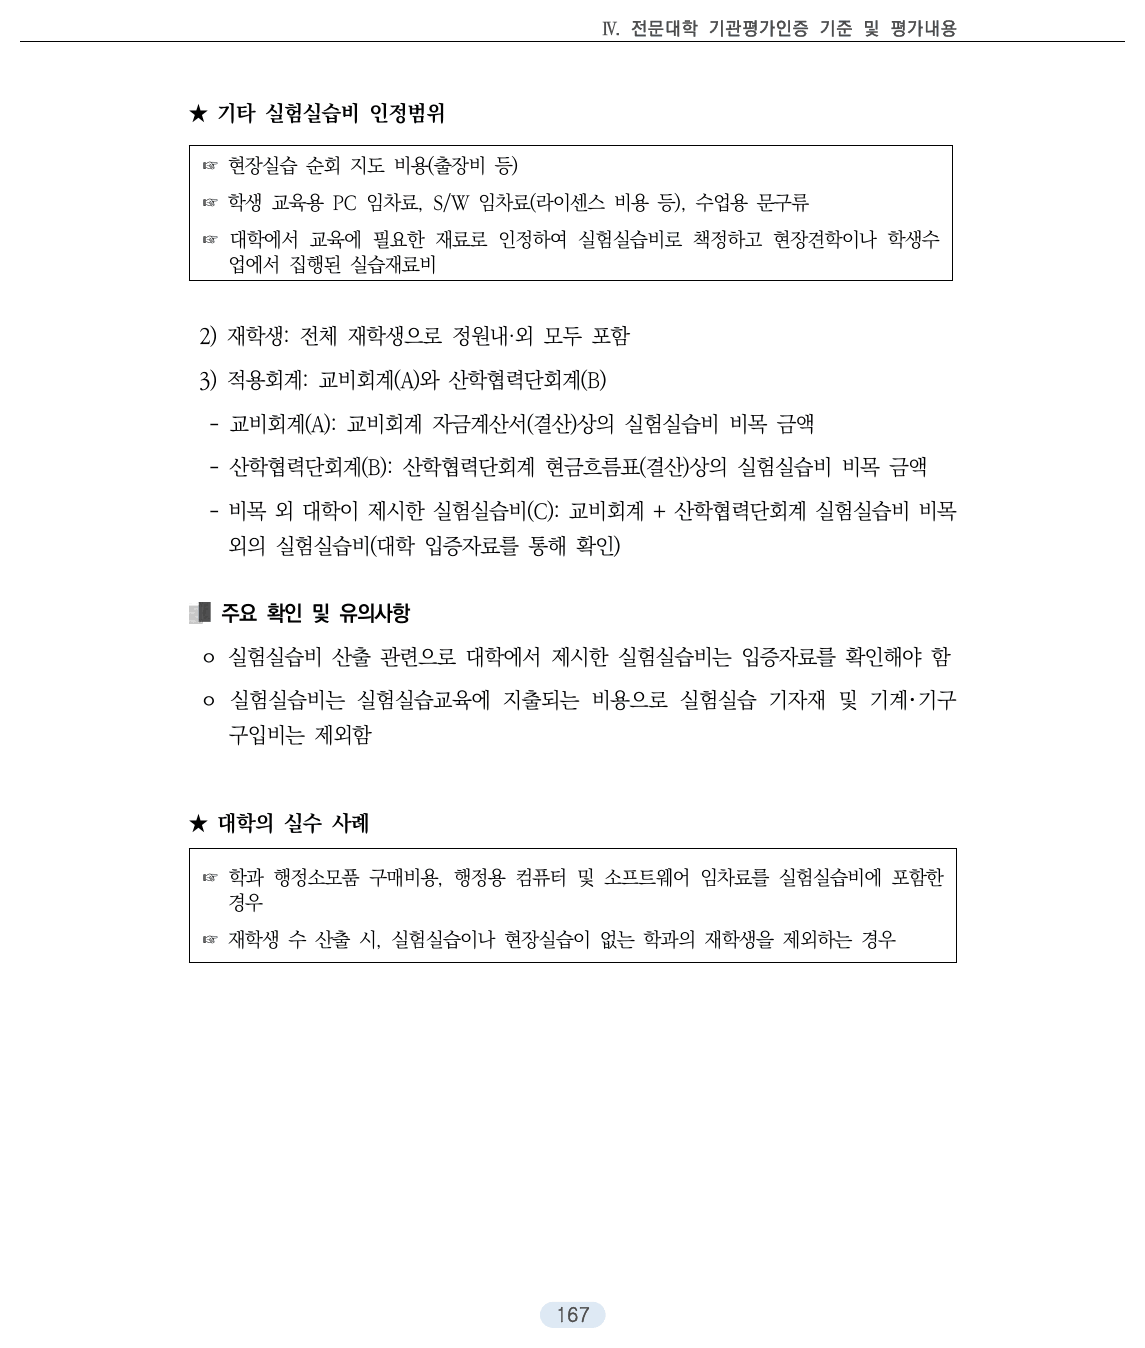 Ⅳ. 전문대학 기관평가인증 기준 및 평가내용
★ 기타 실험실습비 인정범위
☞ 현장실습 순회 지도 비용(출장비 등)
☞ 학생 교육용 PC 임차료, S/W 임차료(라이센스 비용 등), 수업용 문구류
☞ 대학에서 교육에 필요한 재료로 인정하여 실험실습비로 책정하고 현장견학이나 학생수
업에서 집행된 실습재료비
2) 재학생: 전체 재학생으로 정원내·외 모두 포함
3) 적용회계: 교비회계(A)와 산학협력단회계(B)
- 교비회계(A): 교비회계 자금계산서(결산)상의 실험실습비 비목 금액
- 산학협력단회계(B): 산학협력단회계 현금흐름표(결산)상의 실험실습비 비목 금액
- 비목 외 대학이 제시한 실험실습비(C): 교비회계 + 산학협력단회계 실험실습비 비목
외의 실험실습비(대학 입증자료를 통해 확인)
주요 확인 및 유의사항
ㅇ 실험실습비 산출 관련으로 대학에서 제시한 실험실습비는 입증자료를 확인해야 함
ㅇ 실험실습비는 실험실습교육에 지출되는 비용으로 실험실습 기자재 및 기계·기구
구입비는 제외함
★ 대학의 실수 사례
☞ 학과 행정소모품 구매비용, 행정용 컴퓨터 및 소프트웨어 임차료를 실험실습비에 포함한
경우
☞ 재학생 수 산출 시, 실험실습이나 현장실습이 없는 학과의 재학생을 제외하는 경우
167